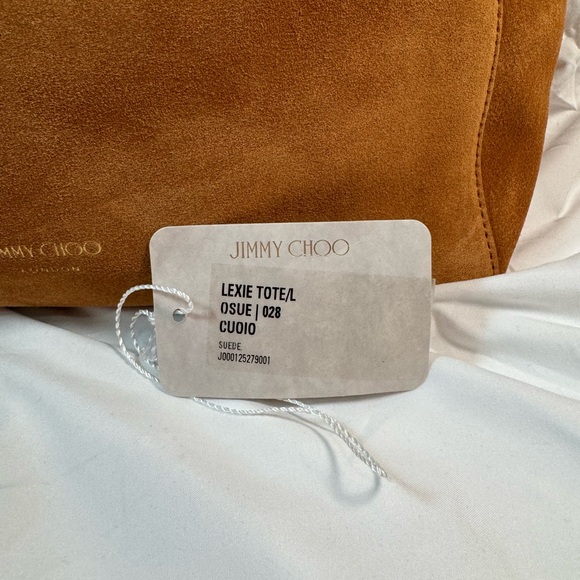 JIMMY CHOO
LONDON
JIMMY CHOO
LEXIE TOTE/L
OSUE | 028
CUOIO
SUEDE
J000125279001